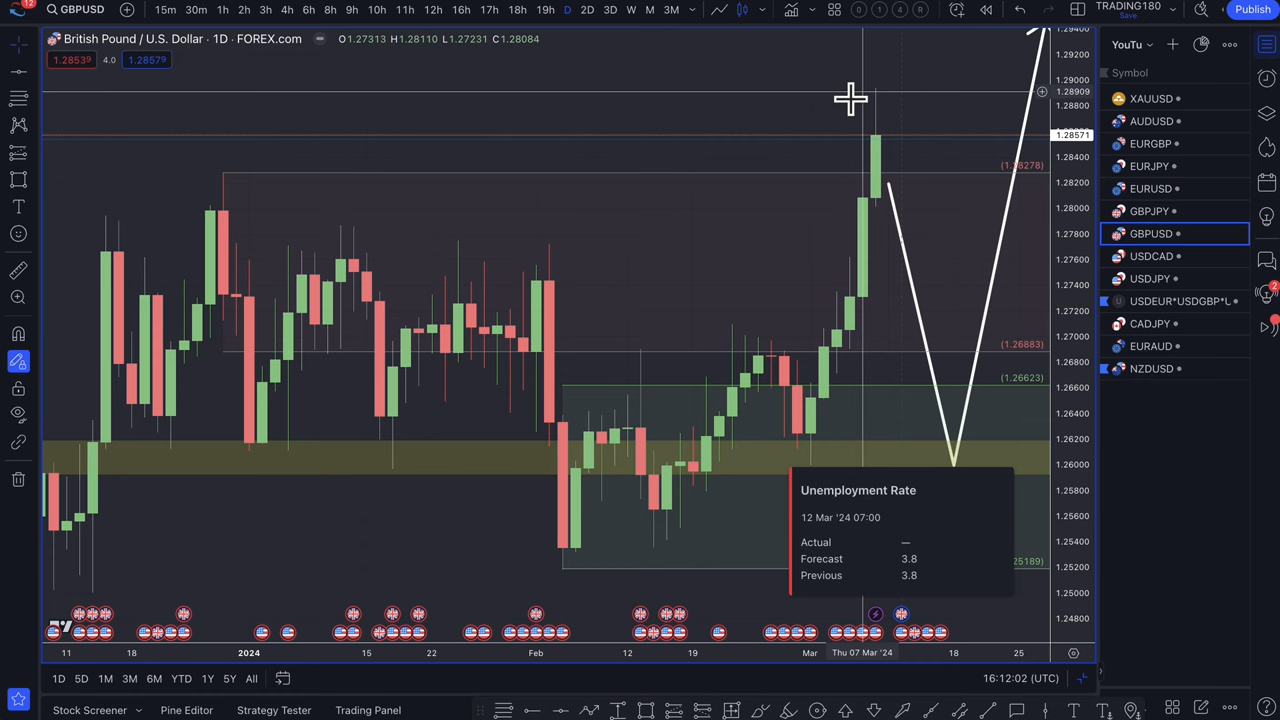 12
GBPUSD 15m 30m 1h 2h 3h 4h 6h 7h 8h 9h 10h 11h 12h 16h 18h 19h D 2D 3D W M 3M TRADING180 Save Publish
British Pound / U.S. Dollar · 1D · FOREX.com O1.27313 H1.28110 L1.27231 C1.28084
1.28539 4.0 1.28579
YouTu
Symbol
XAUUSD
AUDUSD
EURGBP
EURJPY
EURUSD
GBPJPY
GBPUSD
USDCAD
USDJPY
USDEUR*USDGBP*U
CADJPY
EURAUD
NZDUSD
2
1.29400
1.29200
1.29000
1.28909
1.28800
1.28571
1.28400
1.28200
1.28000
1.27800
1.27600
1.27400
1.27200
1.27000
1.26800
1.26600
1.26400
1.26200
1.26000
1.25800
1.25600
1.25400
1.25200
1.25000
1.24800
(1.28278)
(1.26883)
(1.26623)
25189)
Unemployment Rate
12 Mar '24 07:00
Actual —
Forecast 3.8
Previous 3.8
11 18 2024 15 22 Feb 12 19 Mar Thu 07 Mar '24 18 25
1D 5D 1M 3M 6M YTD 1Y 5Y All 16:12:02 (UTC)
Stock Screener Pine Editor Strategy Tester Trading Panel